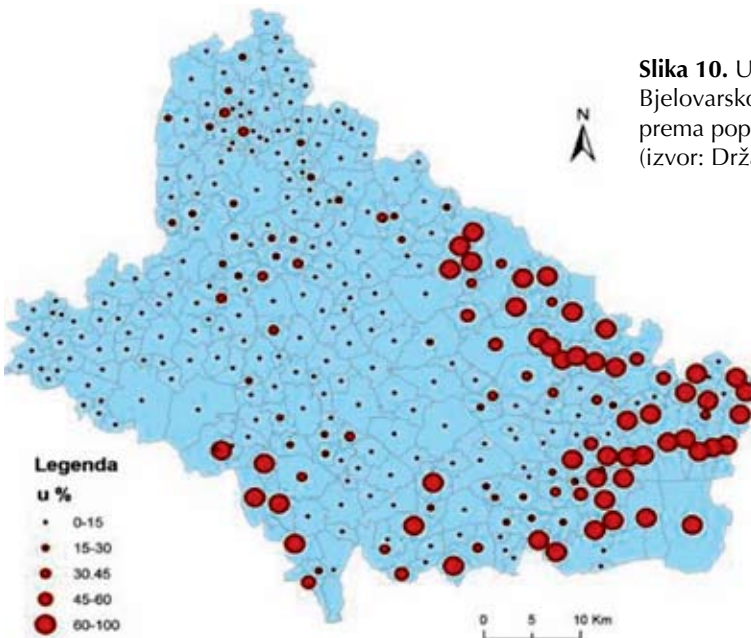 Slika 10. U
Bjelovarsko
prema pop
(izvor: Drža
N
Legenda
u %
0-15
15-30
30.45
45-60
60-100
0 5 10 Km